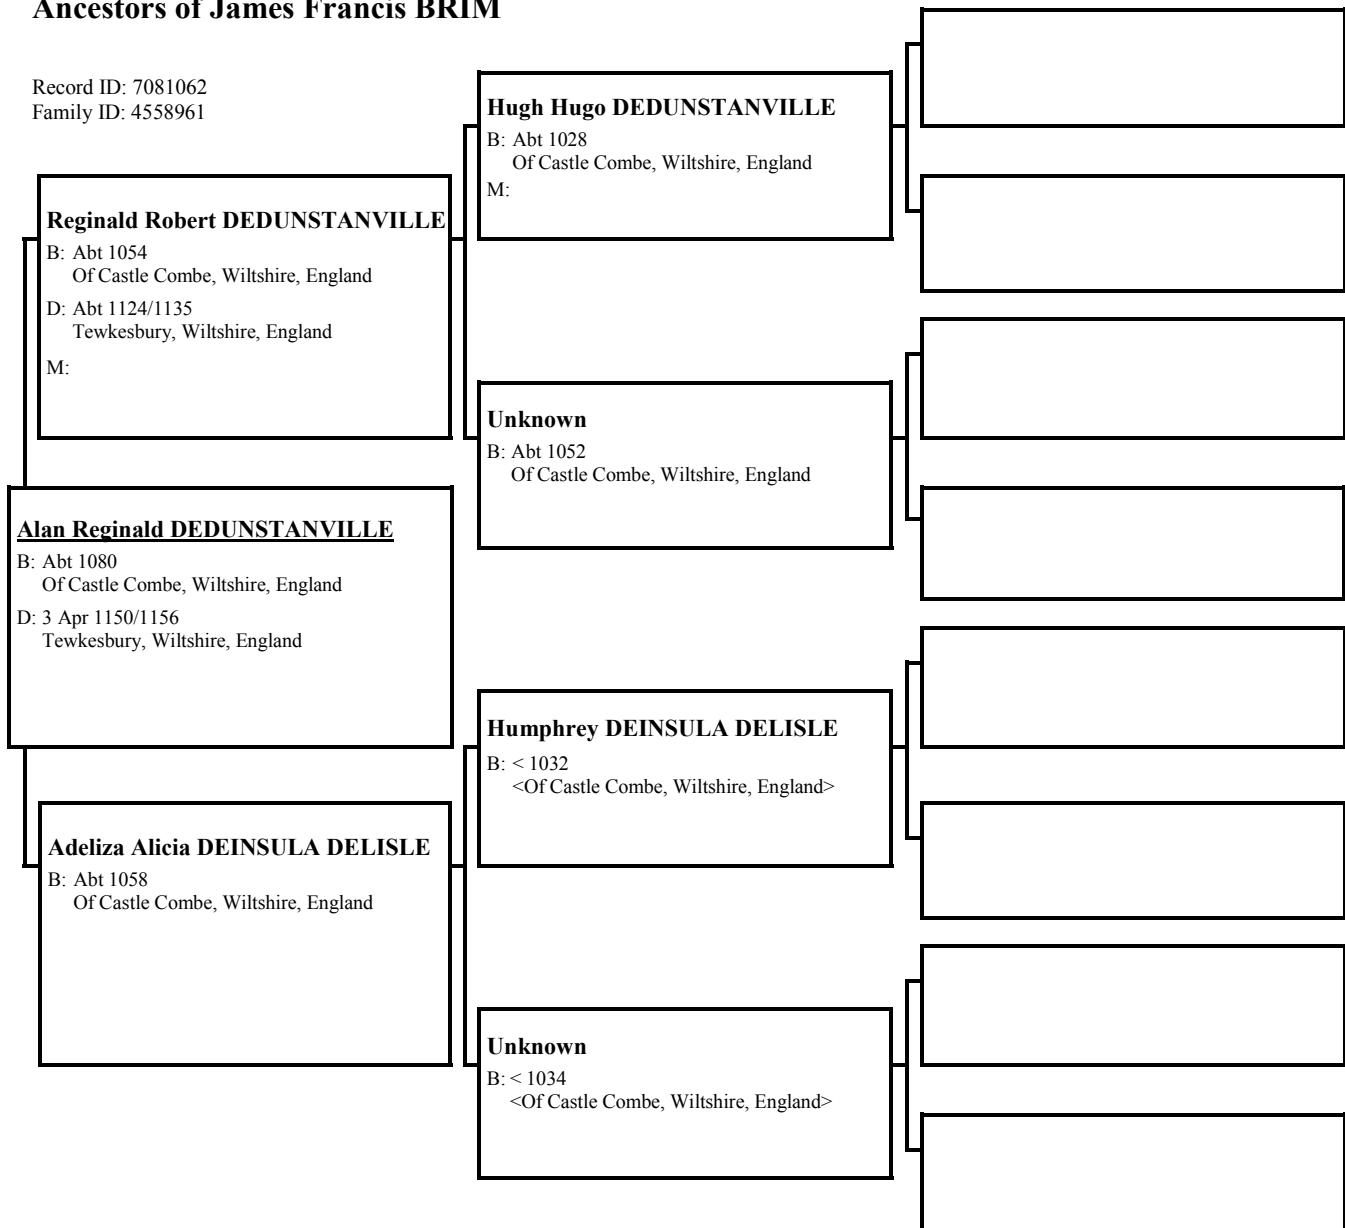 Ancestors of James Francis BRIM
Record ID: 7081062
Family ID: 4558961
Hugh Hugo DEDUNSTANVILLE
B: Abt 1028
Of Castle Combe, Wiltshire, England
M:
Reginald Robert DEDUNSTANVILLE
B: Abt 1054
Of Castle Combe, Wiltshire, England
D: Abt 1124/1135
Tewkesbury, Wiltshire, England
M:
Unknown
B: Abt 1052
Of Castle Combe, Wiltshire, England
Alan Reginald DEDUNSTANVILLE
B: Abt 1080
Of Castle Combe, Wiltshire, England
D: 3 Apr 1150/1156
Tewkesbury, Wiltshire, England
Humphrey DEINSULA DELISLE
B: < 1032
<Of Castle Combe, Wiltshire, England>
Adeliza Alicia DEINSULA DELISLE
B: Abt 1058
Of Castle Combe, Wiltshire, England
Unknown
B: < 1034
<Of Castle Combe, Wiltshire, England>